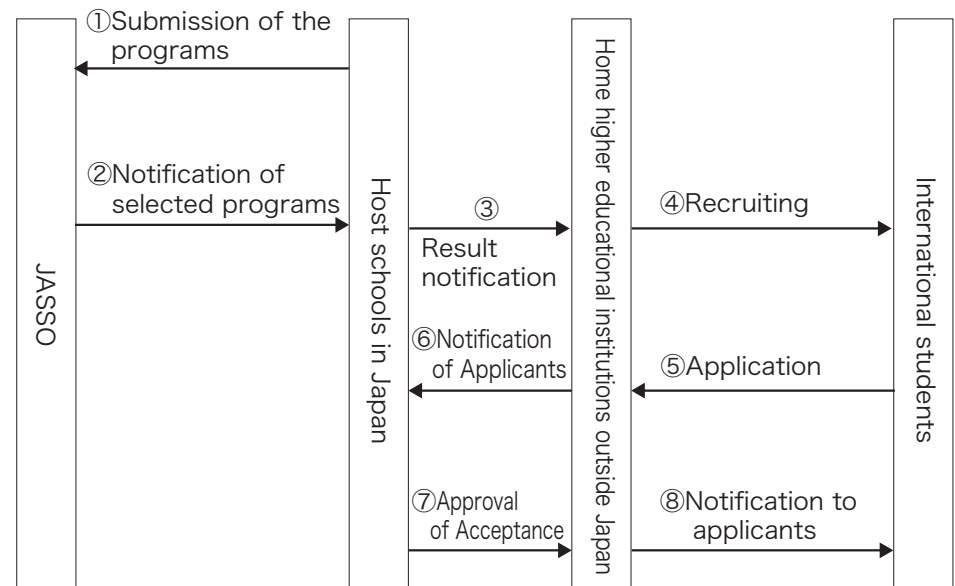 ①Submission of the
programs
②Notification of
selected programs
③
Result
notification
④Recruiting
⑤Application
⑥Notification
of Applicants
⑦Approval
of Acceptance
⑧Notification to
applicants
JASSO
Host schools in Japan
Home higher educational institutions outside Japan
International students